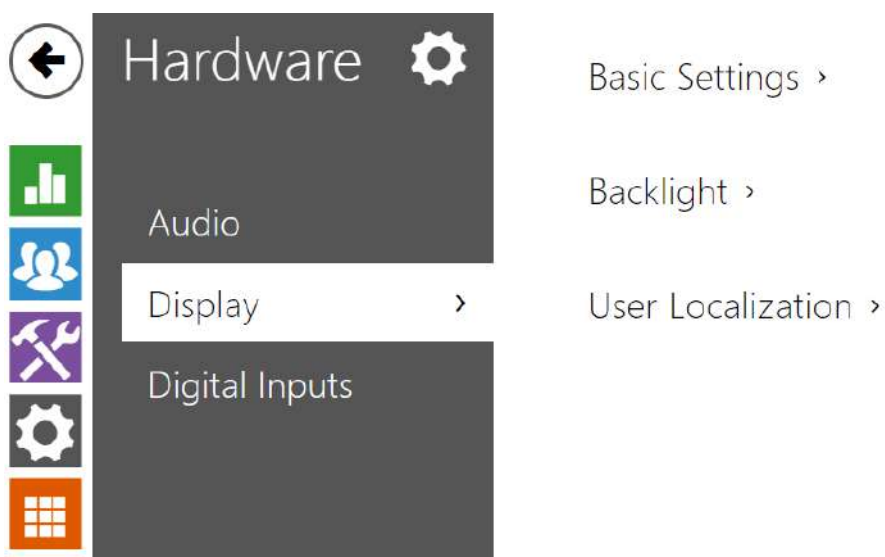 Hardware
Audio
Display
Digital Inputs
Basic Settings ›
Backlight ›
User Localization ›